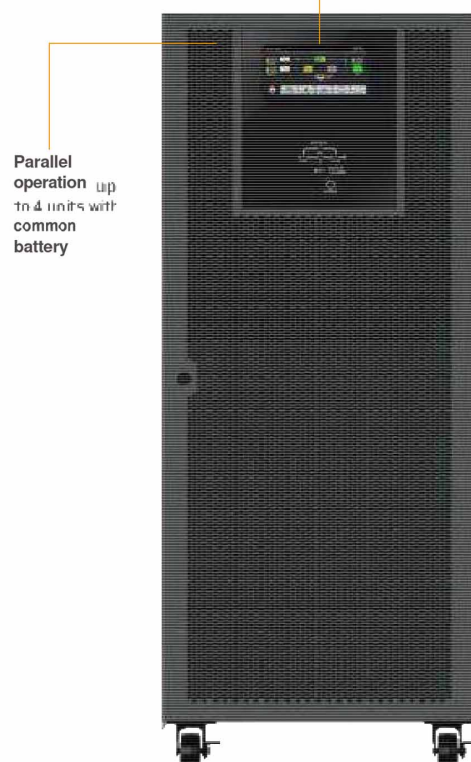 Parallel
operation up
to 4 units with
common
battery